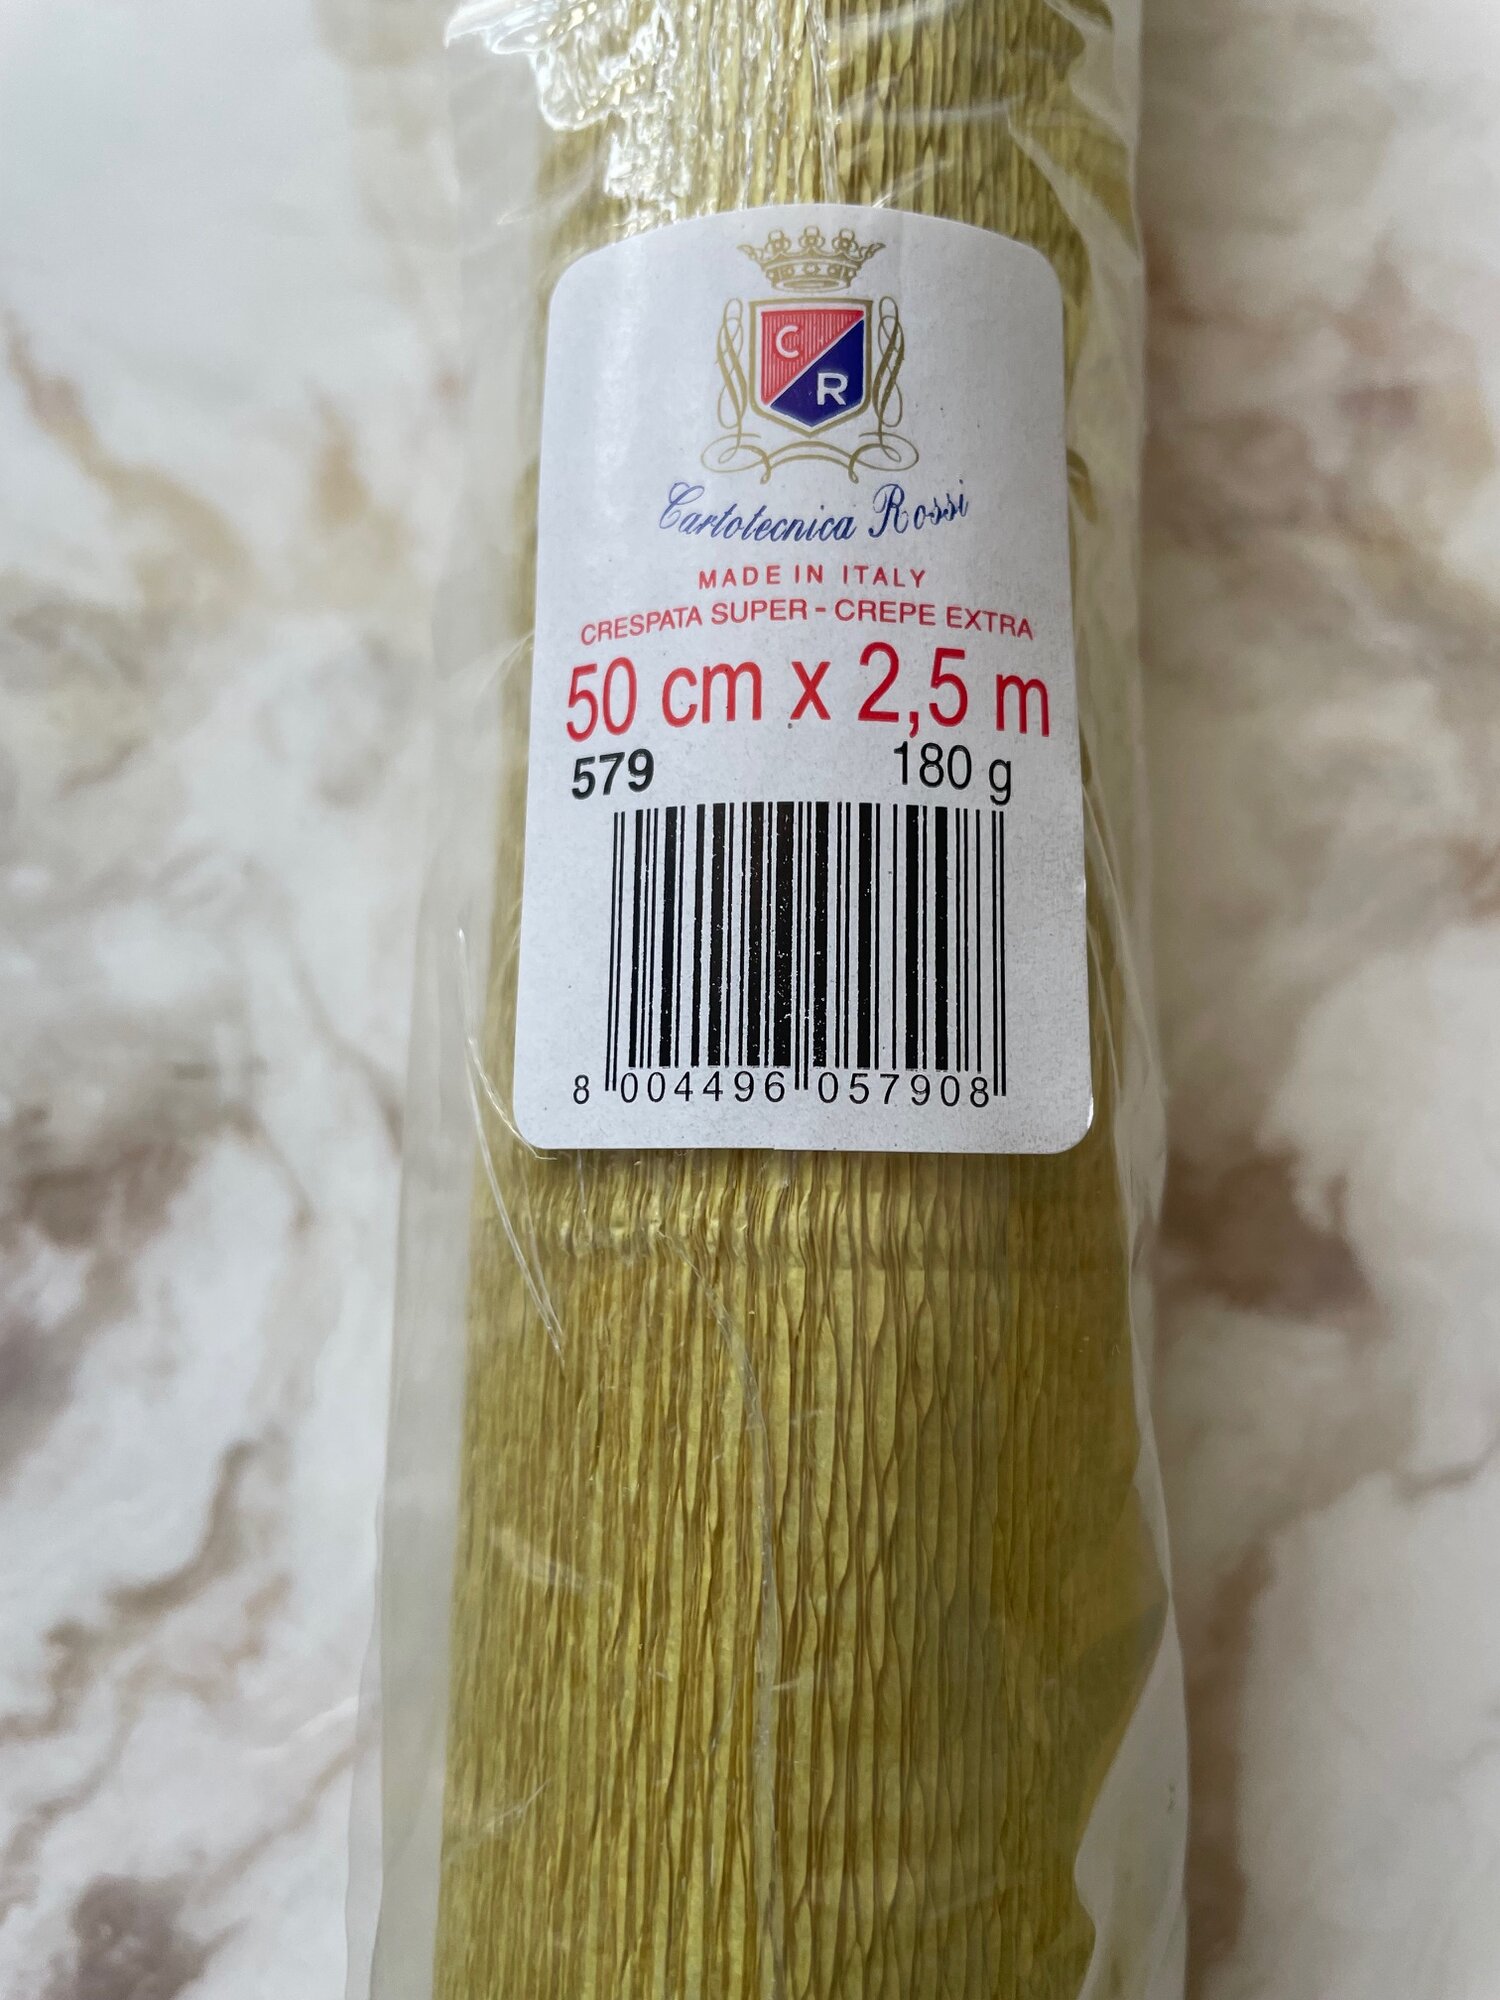 C
R
Cartotecnica Rossi
MADE IN ITALY
CRESPATA SUPER - CREPE EXTRA
50 cm x 2,5 m
579 180 g
8 004496 057908